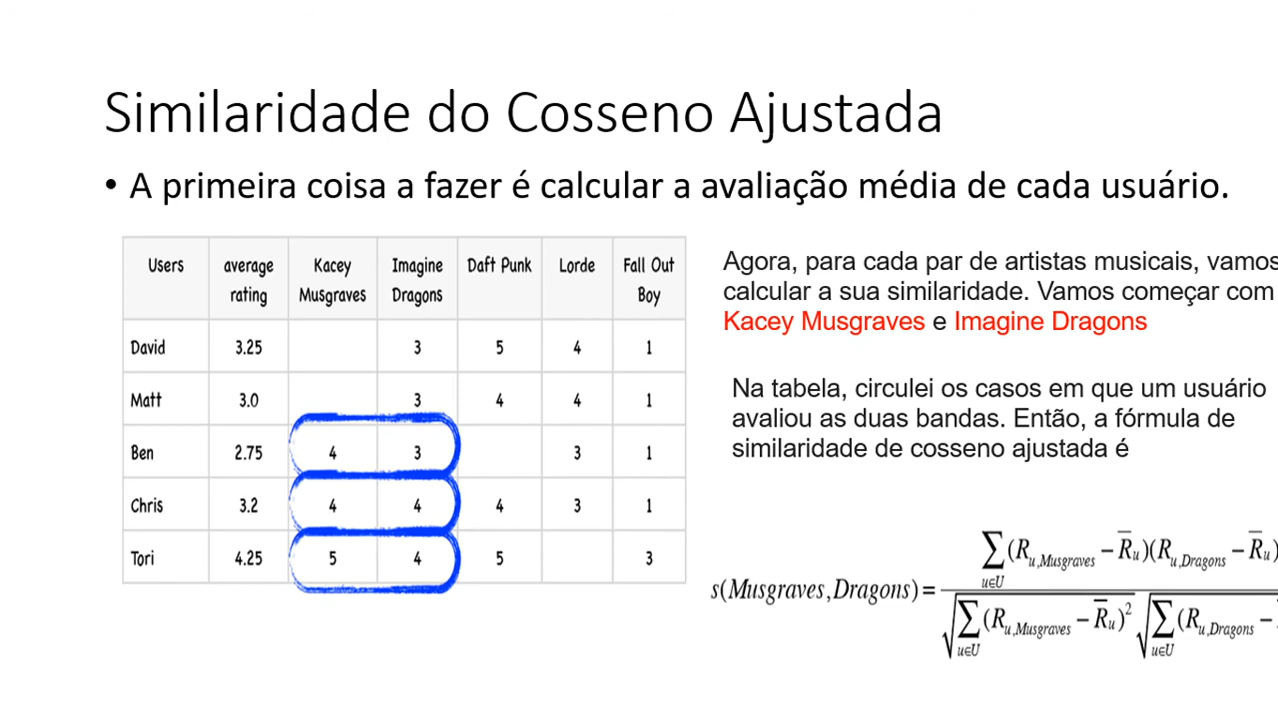 Similaridade do Cosseno Ajustada
• A primeira coisa a fazer é calcular a avaliação média de cada usuário.
Users average rating Kacey Musgraves Imagine Dragons Daft Punk Lorde Fall Out Boy
David 3.25 3 5 4 1
Matt 3.0 3 4 4 1
Ben 2.75 4 3 3 1
Chris 3.2 4 4 4 3 1
Tori 4.25 5 4 5 3
Agora, para cada par de artistas musicais, vamos
calcular a sua similaridade. Vamos começar com
Kacey Musgraves e Imagine Dragons
Na tabela, circulei os casos em que um usuário
avaliou as duas bandas. Então, a fórmula de
similaridade de cosseno ajustada é
∑(R u,Musgraves − R̅u)(R u,Dragons − R̅u)
u∈U
s(Musgraves,Dragons) =
√∑(R u,Musgraves − R̅u)² √∑(R u,Dragons −
u∈U u∈U